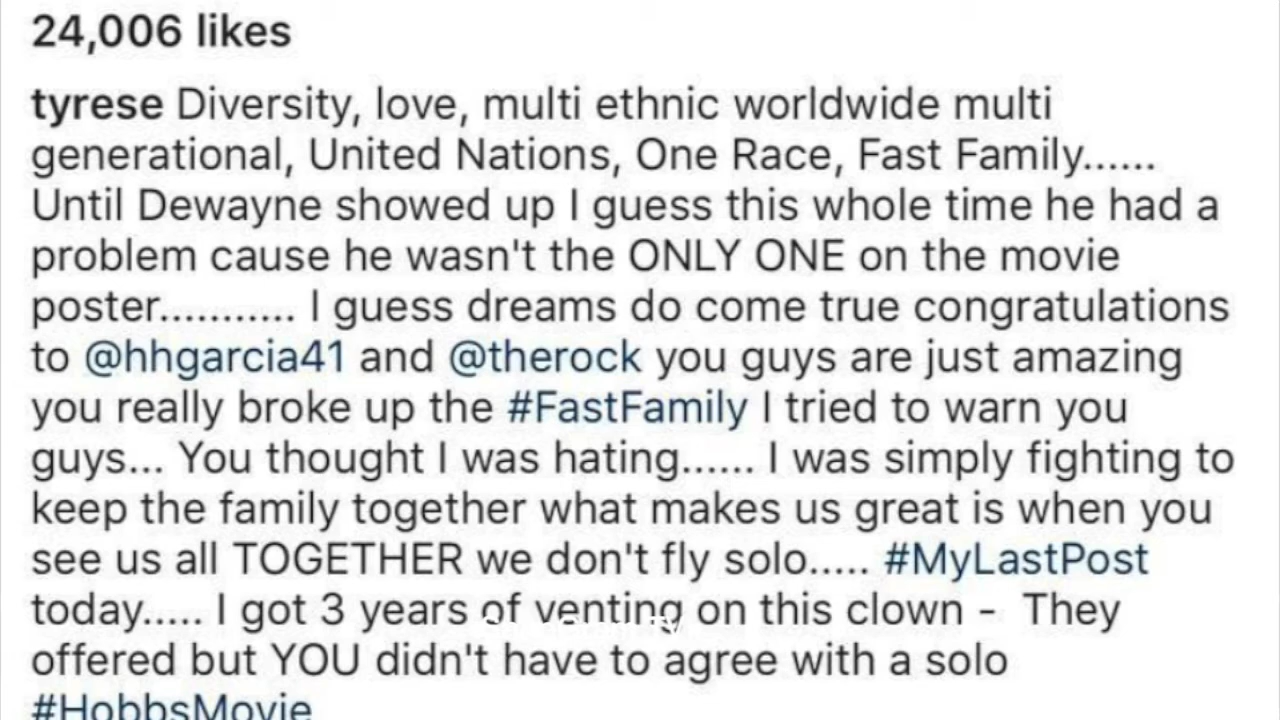 24,006 likes
tyrese Diversity, love, multi ethnic worldwide multi
generational, United Nations, One Race, Fast Family......
Until Dewayne showed up I guess this whole time he had a
problem cause he wasn't the ONLY ONE on the movie
poster........... I guess dreams do come true congratulations
to @hhgarcia41 and @therock you guys are just amazing
you really broke up the #FastFamily I tried to warn you
guys... You thought I was hating...... I was simply fighting to
keep the family together what makes us great is when you
see us all TOGETHER we don't fly solo..... #MyLastPost
today..... I got 3 years of venting on this clown - They
offered but YOU didn't have to agree with a solo
#HobbsMovie